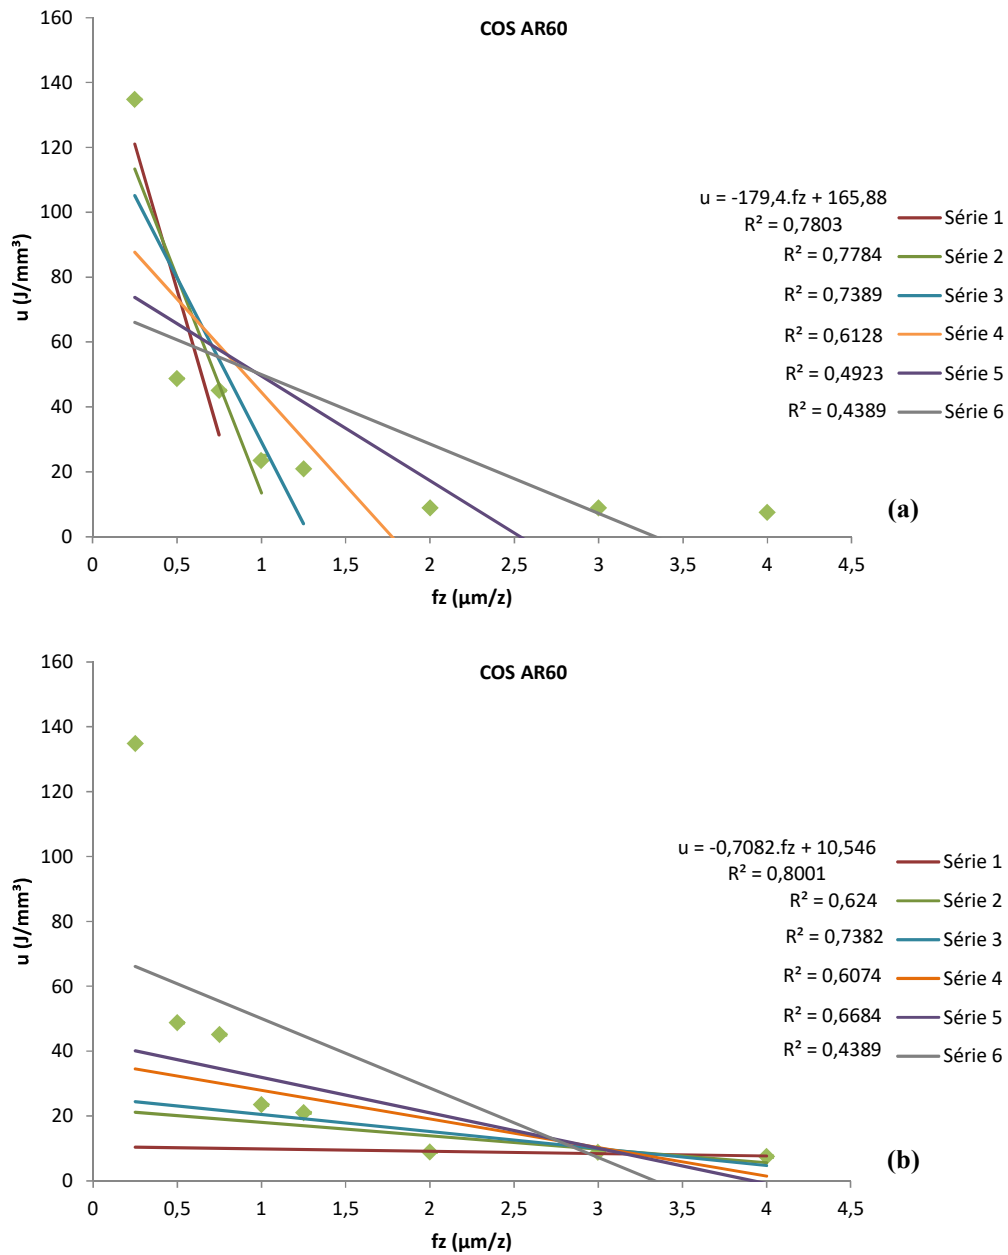 COS AR60
160
140
120
100
80
60
40
20
0
u (J/mm³)
0
0,5
1
1,5
2
2,5
3
3,5
4
4,5
fz (µm/z)
u = -179,4.fz + 165,88
R² = 0,7803
R² = 0,7784
R² = 0,7389
R² = 0,6128
R² = 0,4923
R² = 0,4389
Série 1
Série 2
Série 3
Série 4
Série 5
Série 6
(a)
COS AR60
160
140
120
100
80
60
40
20
0
u (J/mm³)
0
0,5
1
1,5
2
2,5
3
3,5
4
4,5
fz (µm/z)
u = -0,7082.fz + 10,546
R² = 0,8001
R² = 0,624
R² = 0,7382
R² = 0,6074
R² = 0,6684
R² = 0,4389
Série 1
Série 2
Série 3
Série 4
Série 5
Série 6
(b)